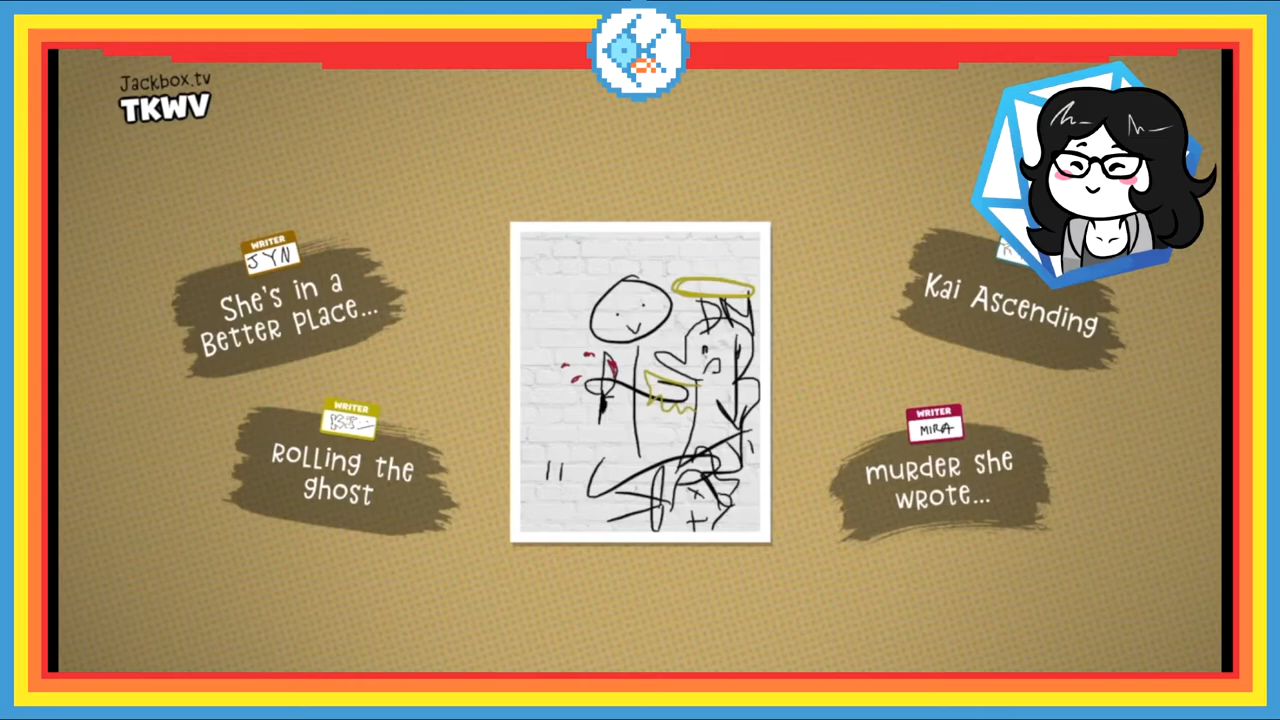 Jackbox.tv
TKWV
WRITER
JYN
She's in a
Better Place...
WRITER
Rolling the
ghost
Kai Ascending
WRITER
MIRA
murder she
wrote...